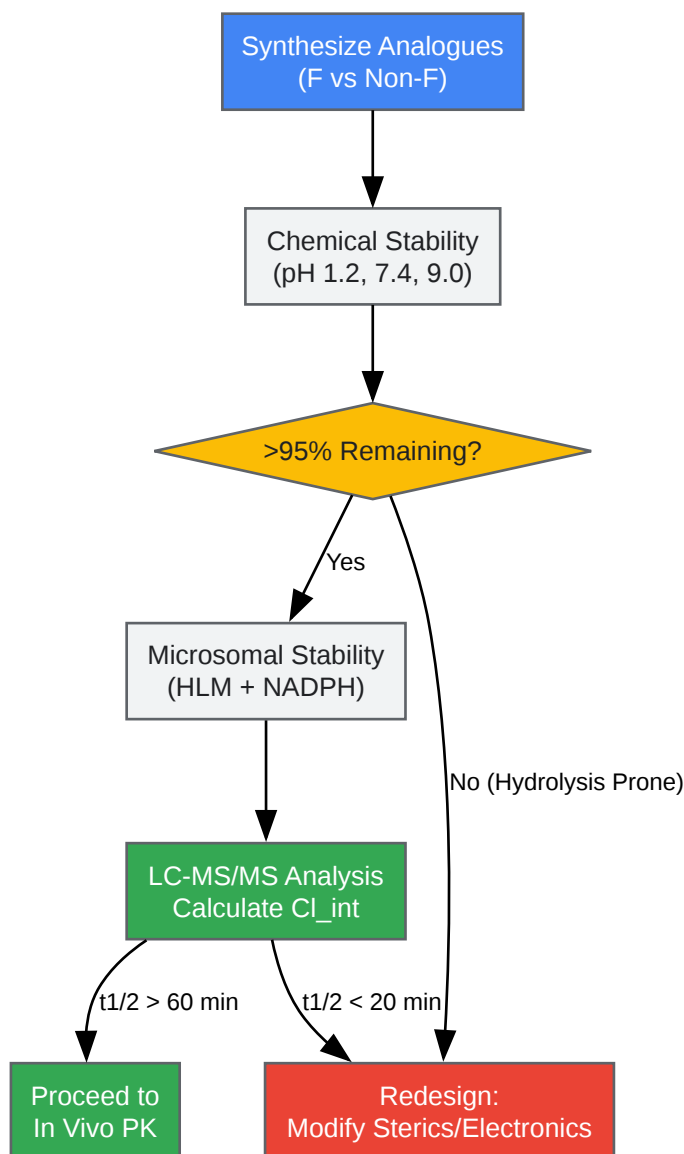 Synthesize Analogues
(F vs Non-F)
Chemical Stability
(pH 1.2, 7.4, 9.0)
>95% Remaining?
Yes
Microsomal Stability
(HLM + NADPH)
No (Hydrolysis Prone)
LC-MS/MS Analysis
Calculate Cl_int
t1/2 > 60 min
t1/2 < 20 min
Proceed to
In Vivo PK
Redesign:
Modify Sterics/Electronics